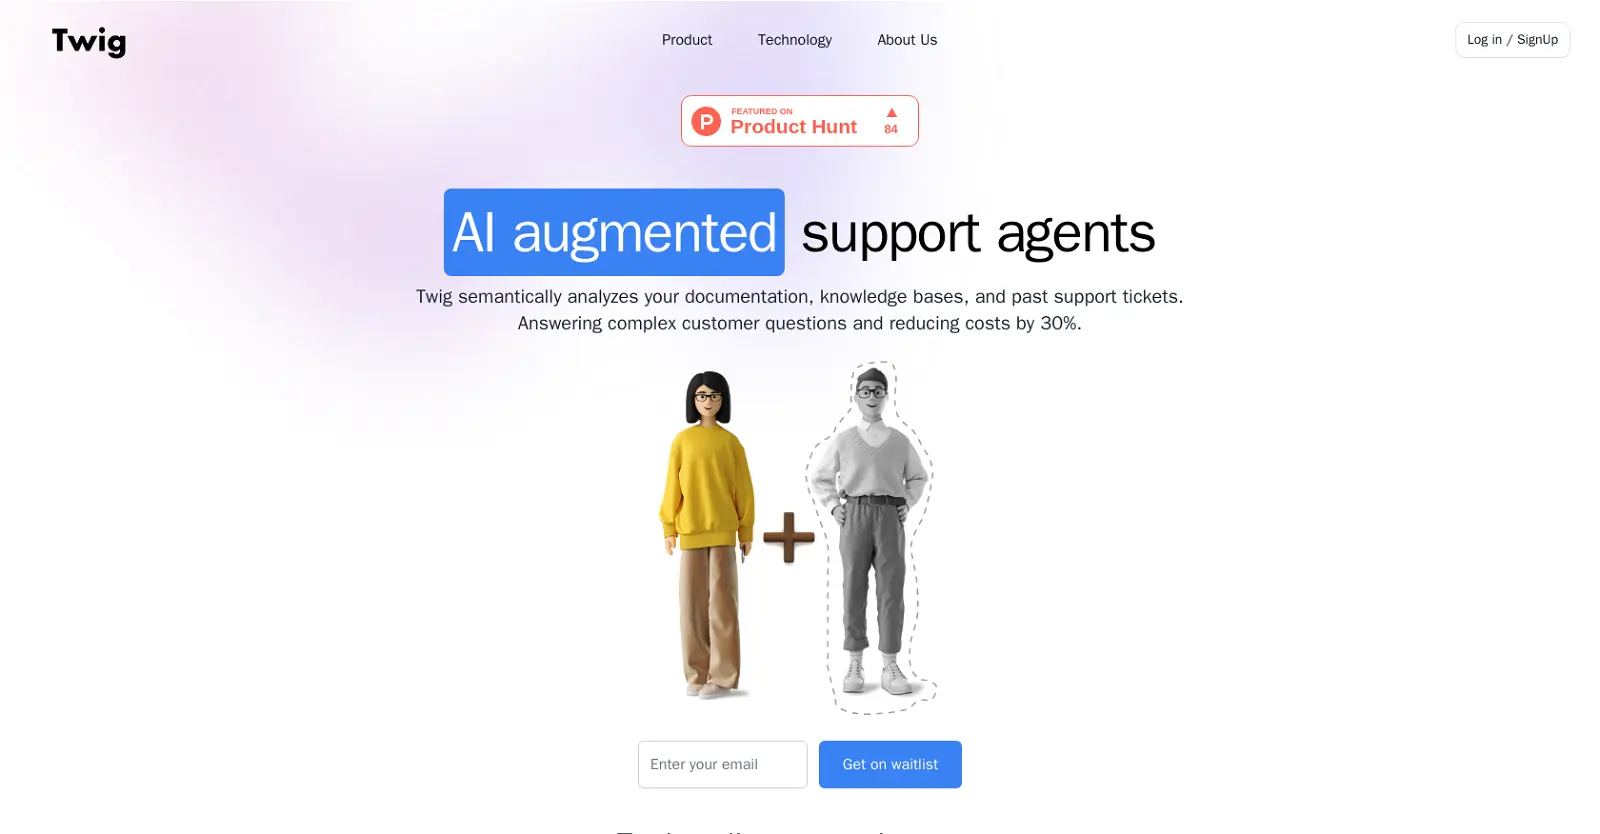 Twig
Product
Technology
About Us
Log in / SignUp
P
FEATURED ON
Product Hunt
84
AI augmented support agents
Twig semantically analyzes your documentation, knowledge bases, and past support tickets.
Answering complex customer questions and reducing costs by 30%.
Enter your email
Get on waitlist